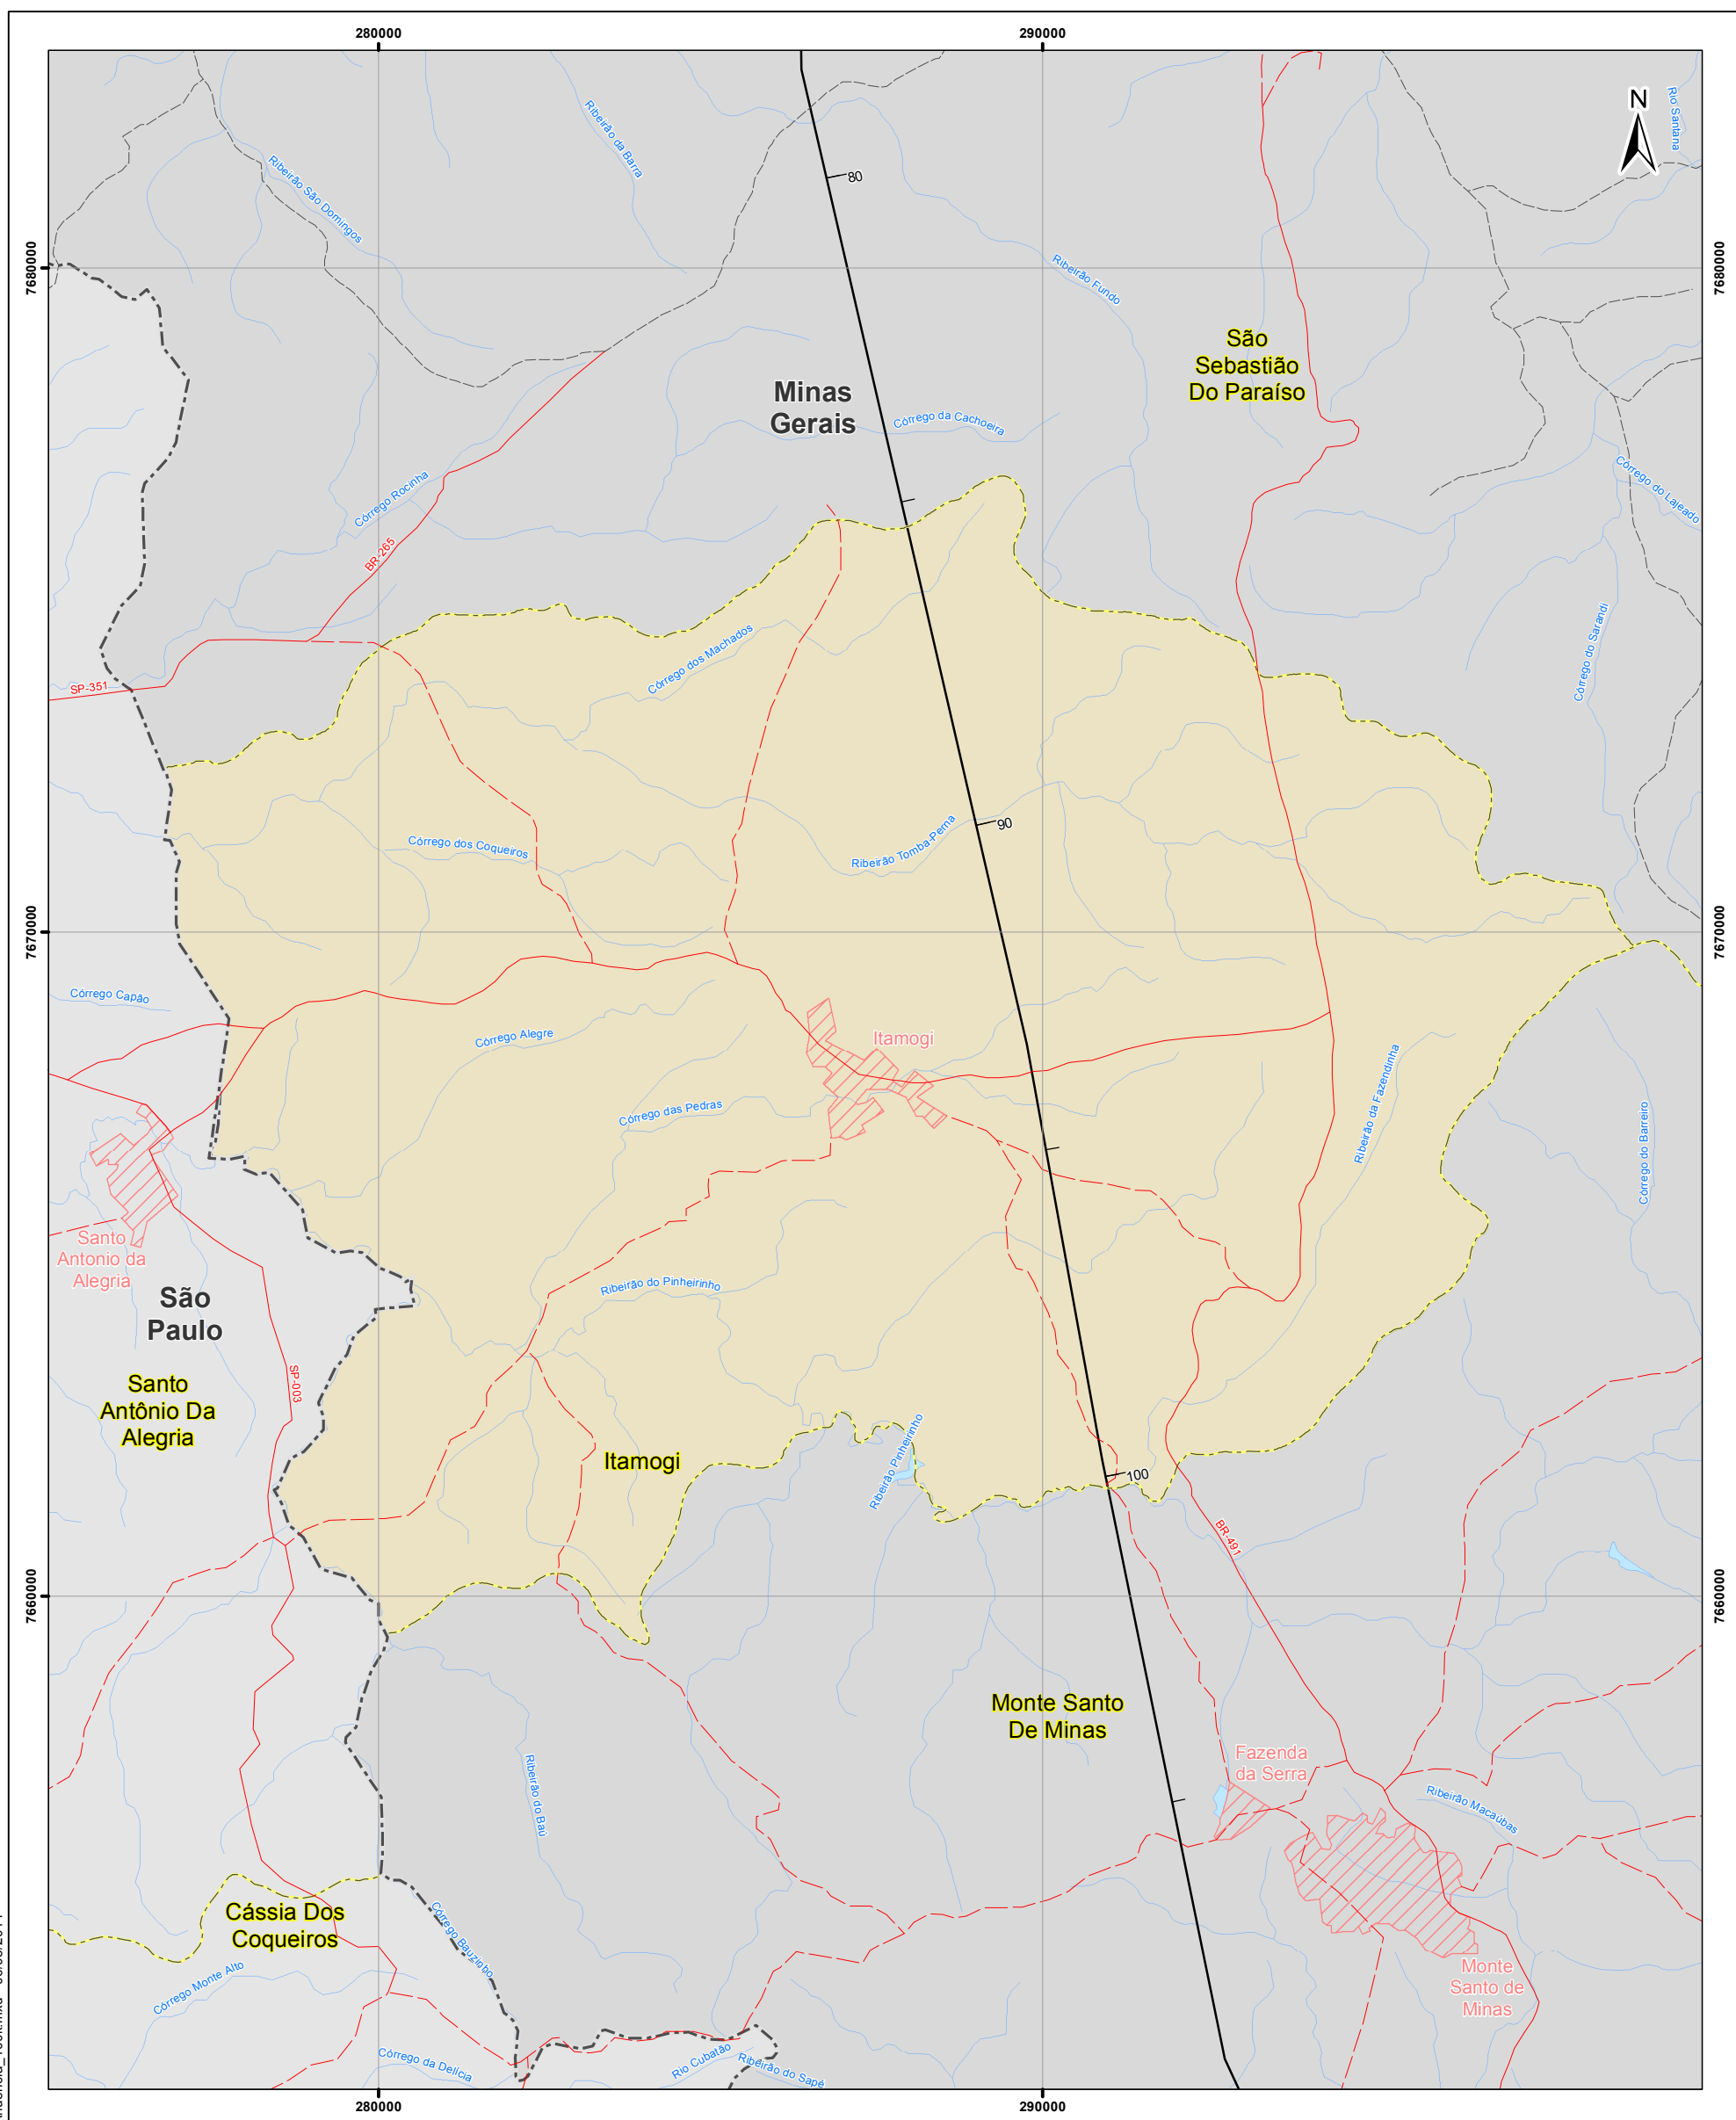 280000
290000
N
Rio Santana
Ribeirão da Barra
Ribeirão São Domingos
80
7680000
7680000
Ribeirão Fundo
São
Sebastião
Do Paraíso
Minas
Gerais
Córrego da Cachoeira
Córrego Rocinha
Córrego do Lajeado
BR-265
Córrego dos Machados
Córrego do Sarandi
SP-351
90
Córrego dos Coqueiros
Ribeirão Tomba-Perna
7670000
7670000
Córrego Capão
Córrego Alegre
Itamogi
Córrego das Pedras
Ribeirão da Fazendinha
Córrego do Barreiro
Santo
Antonio da
Alegria
Ribeirão do Pinheirinho
São
Paulo
SP-003
Santo
Antônio Da
Alegria
Itamogi
Ribeirão Pinheirinho
100
BR-491
7660000
7660000
Monte Santo
De Minas
Fazenda
da Serra
Ribeirão do Baú
Ribeirão Macaúbas
Cássia Dos
Coqueiros
Córrego Bauzinho
Córrego Monte Alto
Monte
Santo de
Minas
Córrego da Delícia
Rio Cubatão
Ribeirão do Sapé
280000
290000